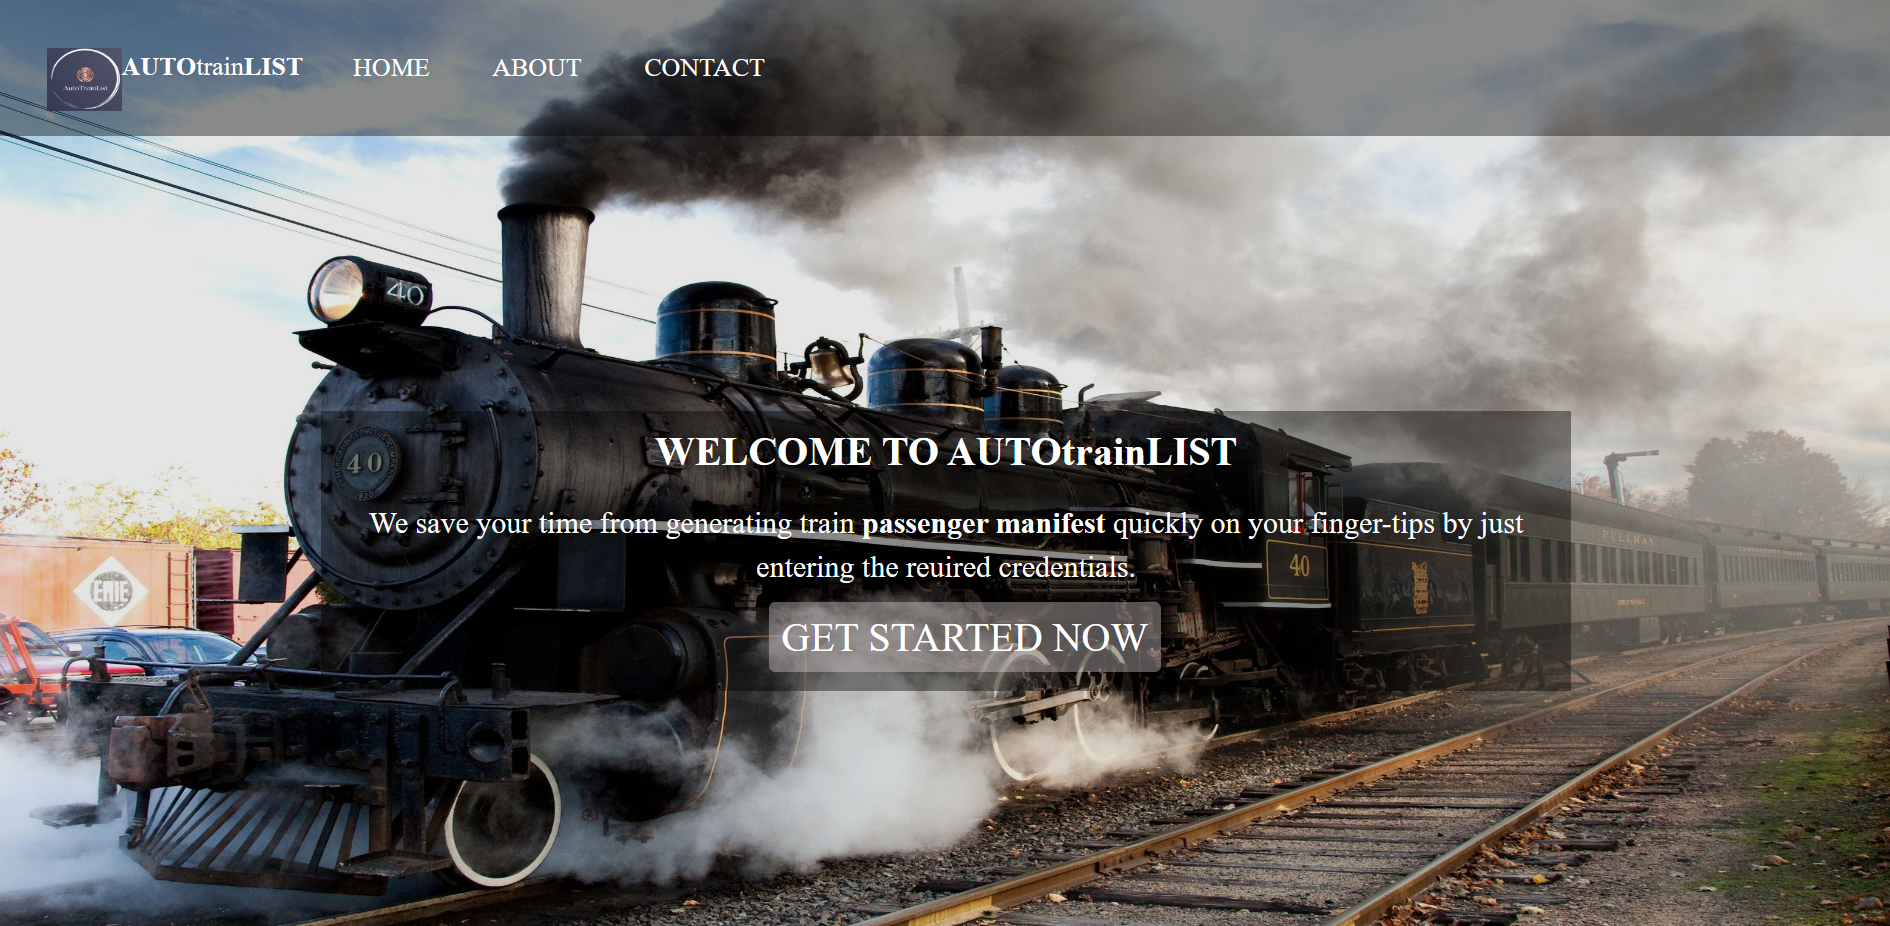 AutoTrainList
AUTOtrainLIST HOME ABOUT CONTACT
40
WELCOME TO AUTOtrainLIST
40
1920
We save your time from generating train passenger manifest quickly on your finger-tips by just
entering the reuired credentials.
PULLMAN
40
ERIE
GET STARTED NOW